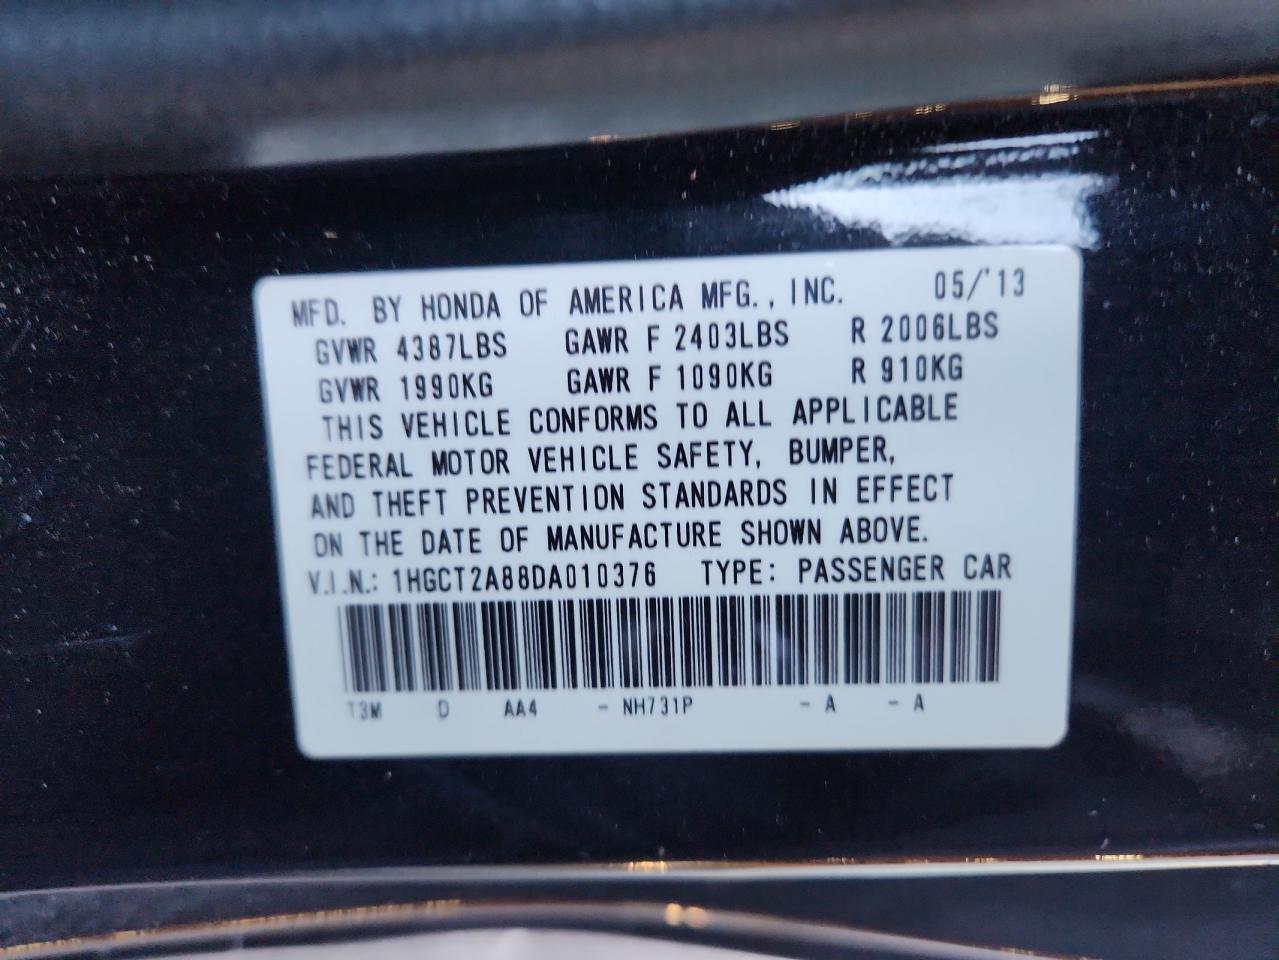 MFD. BY HONDA OF AMERICA MFG., INC. 05/'13
GVWR 4387LBS GAWR F 2403LBS R 2006LBS
GVWR 1990KG GAWR F 1090KG R 910KG
THIS VEHICLE CONFORMS TO ALL APPLICABLE
FEDERAL MOTOR VEHICLE SAFETY, BUMPER,
AND THEFT PREVENTION STANDARDS IN EFFECT
ON THE DATE OF MANUFACTURE SHOWN ABOVE.
V.I.N.: 1HGCT2A88DA010376 TYPE: PASSENGER CAR
T3M D AA4 - NH731P - A - A